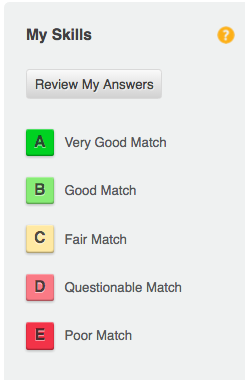 My Skills ?
Review My Answers
A Very Good Match
B Good Match
C Fair Match
D Questionable Match
E Poor Match